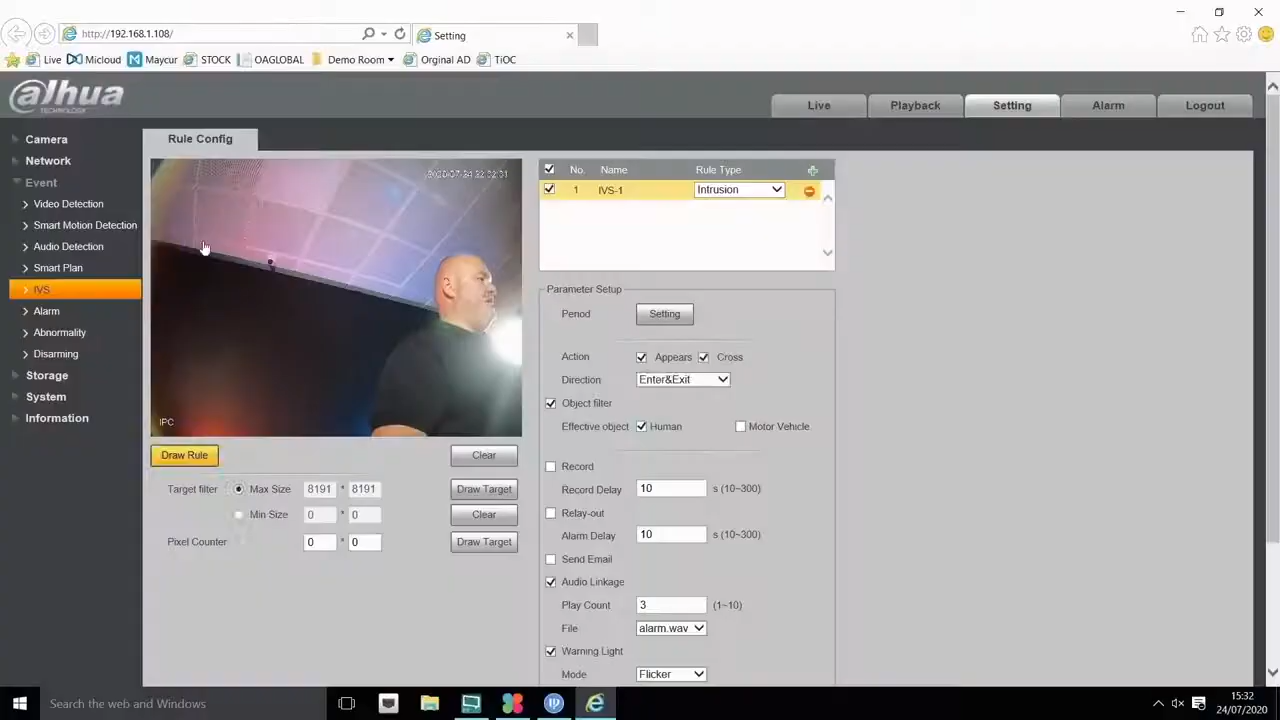 http://192.168.1.108/
Setting
Live
Micloud
Maycur
STOCK
OAGLOBAL
Demo Room
Orginal AD
TiOC
alhua
TECHNOLOGY
Live
Playback
Setting
Alarm
Logout
Camera
Network
Event
Video Detection
Smart Motion Detection
Audio Detection
Smart Plan
IVS
Alarm
Abnormality
Disarming
Storage
System
Information
Rule Config
IPC
Draw Rule
Clear
Target filter
Max Size
8191 * 8191
Draw Target
Min Size
0 * 0
Clear
Pixel Counter
0 * 0
Draw Target
No. Name Rule Type
1 IVS-1 Intrusion
Parameter Setup
Period Setting
Action Appears Cross
Direction Enter&Exit
Object filter
Effective object Human Motor Vehicle
Record
Record Delay 10 s (10~300)
Relay-out
Alarm Delay 10 s (10~300)
Send Email
Audio Linkage
Play Count 3 (1~10)
File alarm.wav
Warning Light
Mode Flicker
Search the web and Windows
15:32
24/07/2020